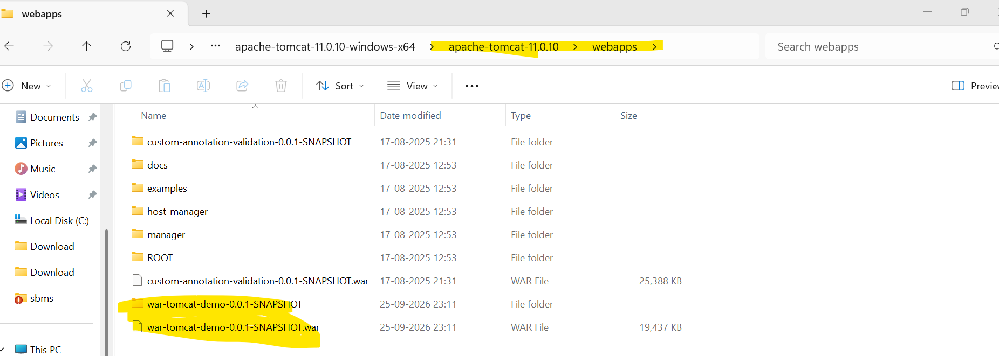 webapps
apache-tomcat-11.0.10-windows-x64 > apache-tomcat-11.0.10 > webapps >
Search webapps
New
Sort
View
Documents
Pictures
Music
Videos
Local Disk (C:)
Download
Download
sbms
This PC
Name Date modified Type Size
custom-annotation-validation-0.0.1-SNAPSHOT 17-08-2025 21:31 File folder
docs 17-08-2025 12:53 File folder
examples 17-08-2025 12:53 File folder
host-manager 17-08-2025 12:53 File folder
manager 17-08-2025 12:53 File folder
ROOT 17-08-2025 12:53 File folder
custom-annotation-validation-0.0.1-SNAPSHOT.war 17-08-2025 21:31 WAR File 25,388 KB
war-tomcat-demo-0.0.1-SNAPSHOT 25-09-2026 23:11 File folder
war-tomcat-demo-0.0.1-SNAPSHOT.war 25-09-2026 23:11 WAR File 19,437 KB